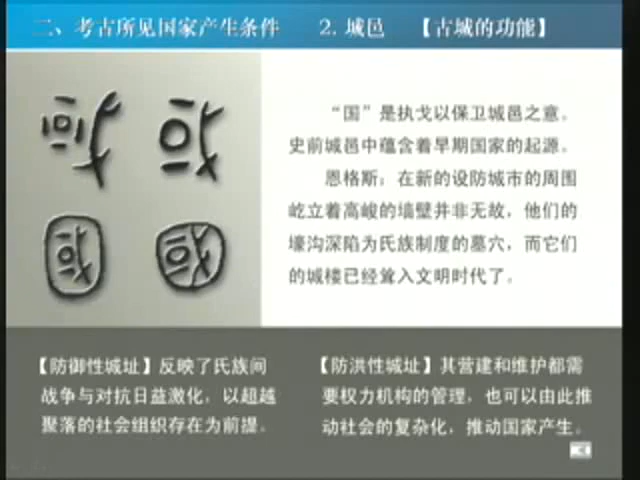 二、考古所见国家产生条件 2. 城邑 【古城的功能】
“国”是执戈以保卫城邑之意。
史前城邑中蕴含着早期国家的起源。
恩格斯：在新的设防城市的周围
屹立着高峻的墙壁并非无故，他们的
壕沟深陷为氏族制度的墓穴，而它们
的城楼已经耸入文明时代了。
或 或
國 國
【防御性城址】反映了氏族间
战争与对抗日益激化，以超越
聚落的社会组织存在为前提。
【防洪性城址】其营建和维护都需
要权力机构的管理，也可以由此推
动社会的复杂化，推动国家产生。